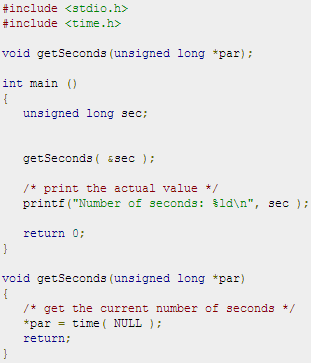 #include <stdio.h>
#include <time.h>
void getSeconds(unsigned long *par);
int main ()
{
unsigned long sec;
getSeconds( &sec );
/* print the actual value */
printf("Number of seconds: %ld\n", sec );
return 0;
}
void getSeconds(unsigned long *par)
{
/* get the current number of seconds */
*par = time( NULL );
return;
}